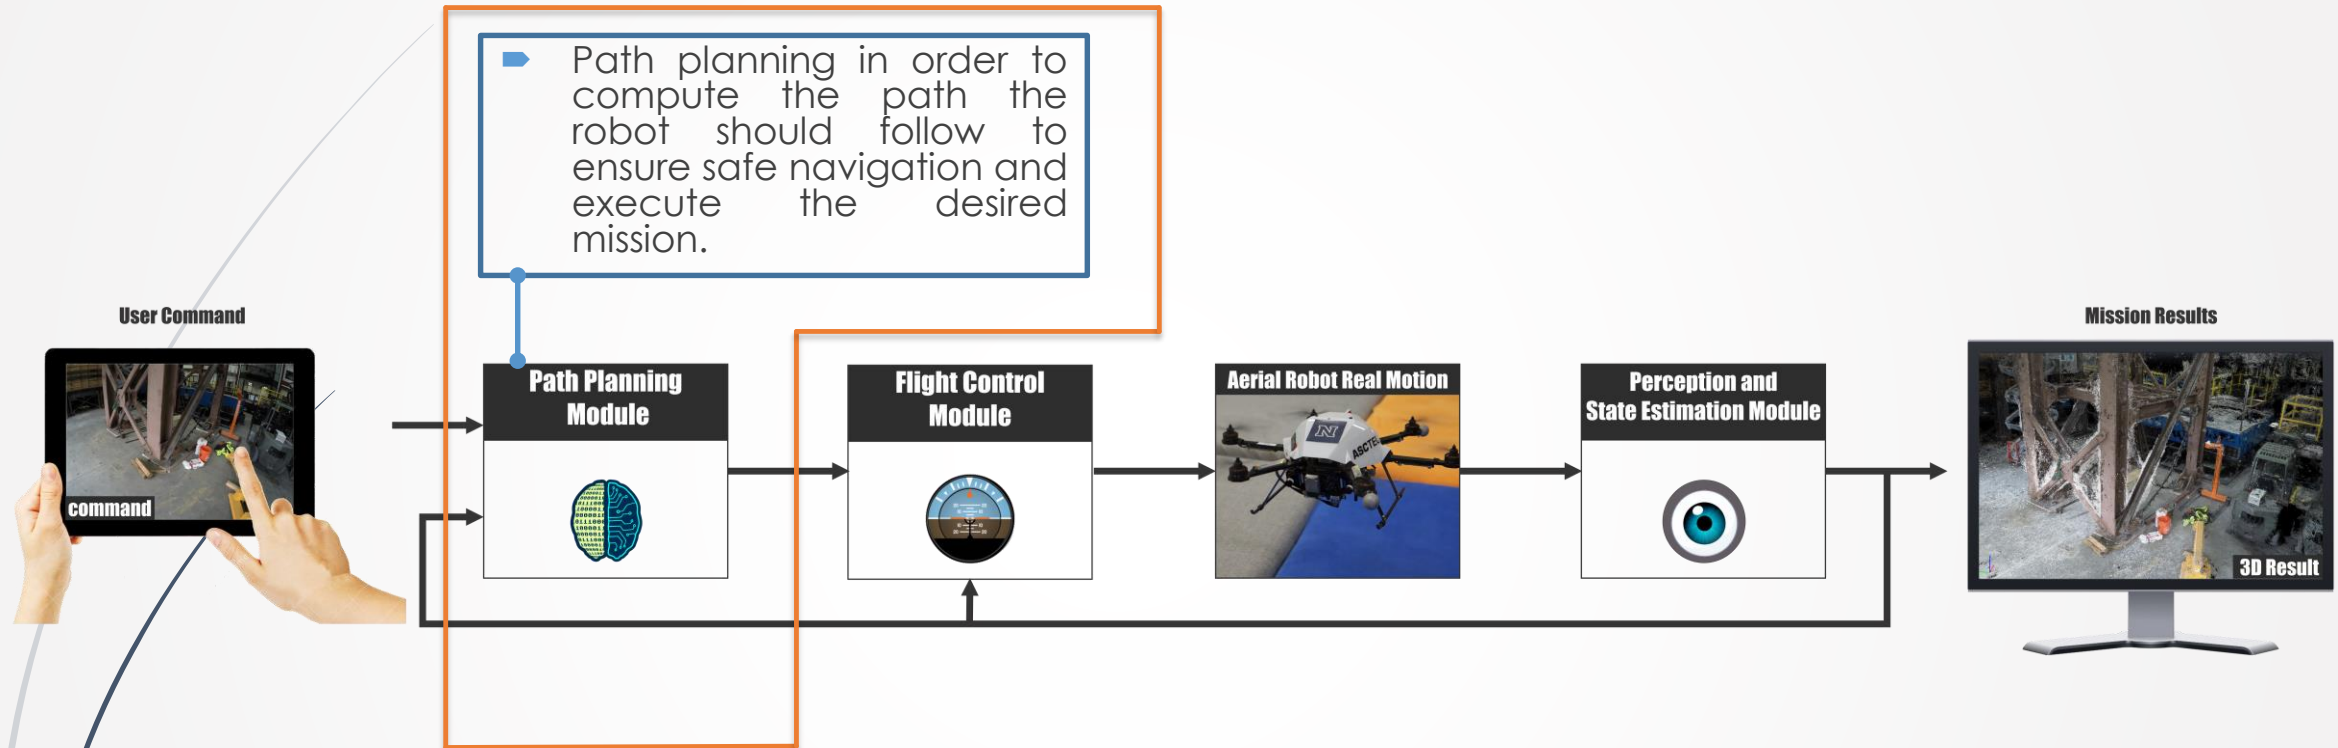 Path planning in order to
compute the path the
robot should follow to
ensure safe navigation and
execute the desired
mission.
User Command
command
Path Planning
Module
Flight Control
Module
Aerial Robot Real Motion
N
ASCTEC
Perception and
State Estimation Module
Mission Results
3D Result